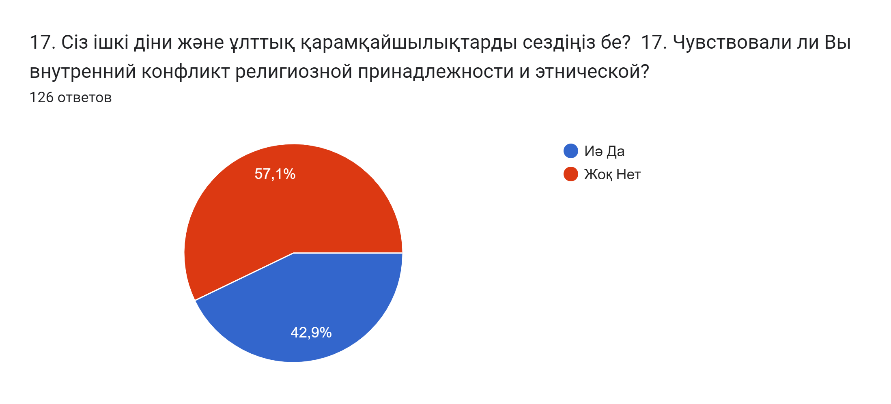 17. Сіз ішкі діни және ұлттық қарамқайшылықтарды сездіңіз бе?  17. Чувствовали ли Вы
внутренний конфликт религиозной принадлежности и этнической?
126 ответов
57,1%
42,9%
Иә Да
Жоқ Нет